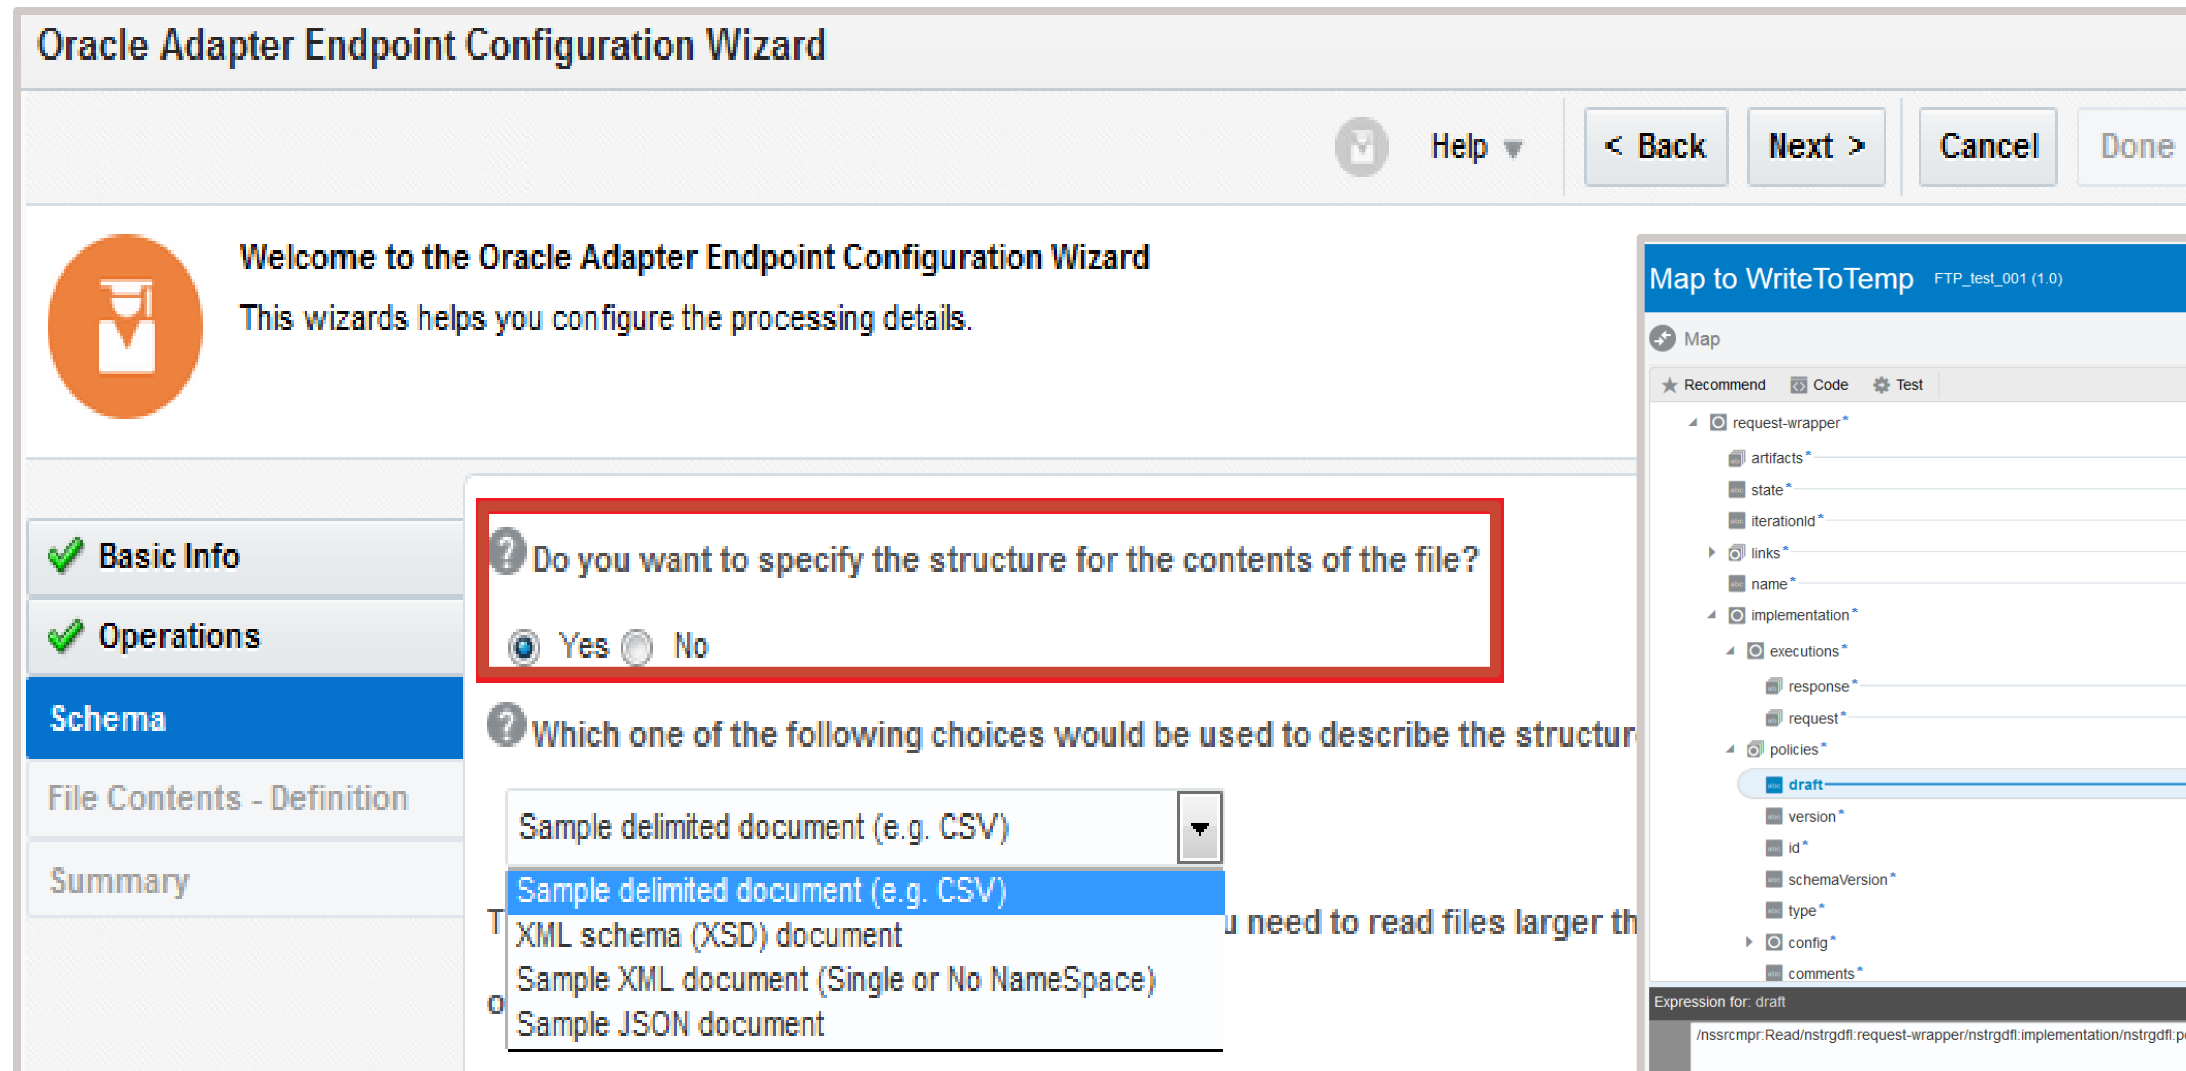 Oracle Adapter Endpoint Configuration Wizard
Help
< Back
Next >
Cancel
Done
Welcome to the Oracle Adapter Endpoint Configuration Wizard
This wizards helps you configure the processing details.
Basic Info
Operations
Schema
File Contents - Definition
Summary
Do you want to specify the structure for the contents of the file?
Yes No
Which one of the following choices would be used to describe the
Sample delimited document (e.g. CSV)
Sample delimited document (e.g. CSV)
XML schema (XSD) document
Sample XML document (Single or No NameSpace)
Sample JSON document
need to read files larger
Map to WriteToTemp FTP_test_001 (1.0)
Map
Recommend Code Test
request-wrapper*
artifacts*
state*
iterationId*
links*
name*
implementation*
executions*
response*
request*
policies*
draft
version*
id*
schemaVersion*
type*
config*
comments*
Expression for: draft
/nssrcmpr:Read/nstrgdfl:request-wrapper/nstrgdfl:implementation/nstrgdfl:p